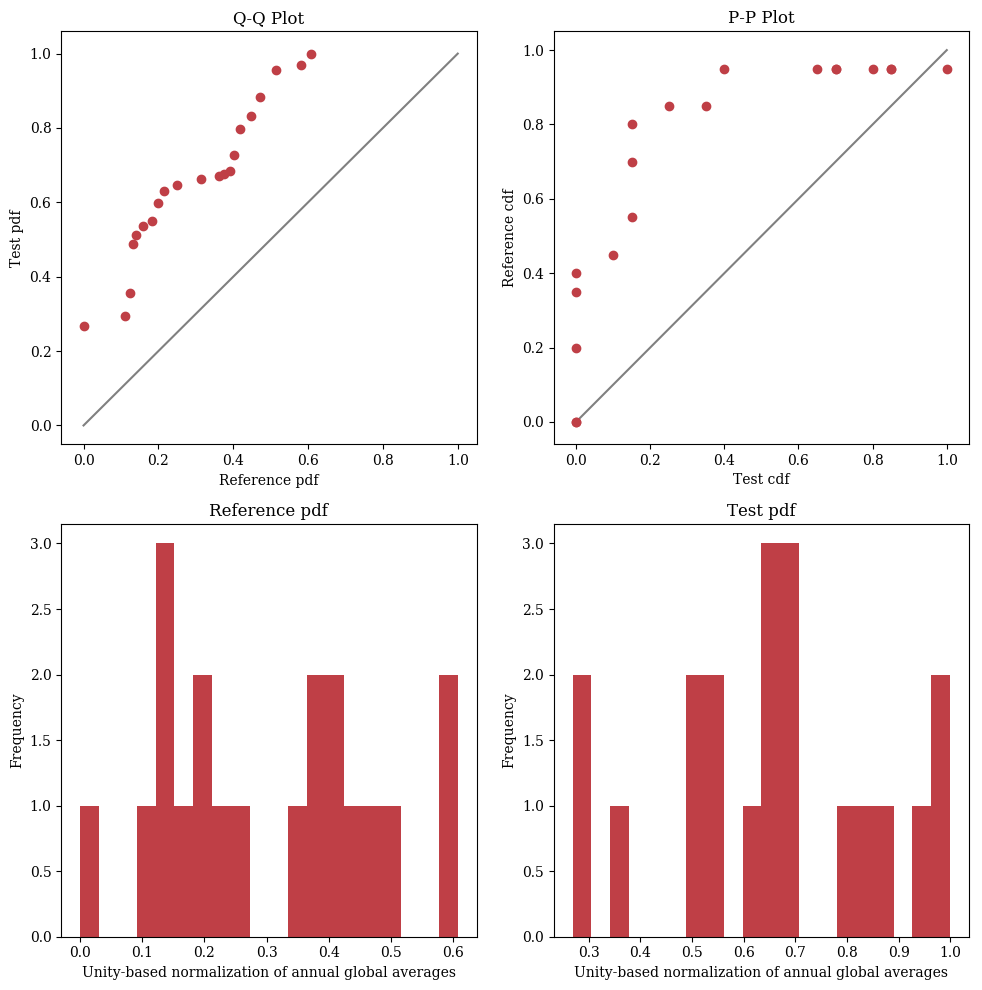 Q-Q Plot
1.0
0.8
0.6
0.4
0.2
0.0
Test pdf
0.0 0.2 0.4 0.6 0.8 1.0
Reference pdf
P-P Plot
1.0
0.8
0.6
0.4
0.2
0.0
Reference cdf
0.0 0.2 0.4 0.6 0.8 1.0
Test cdf
Reference pdf
3.0
2.5
2.0
1.5
1.0
0.5
0.0
Frequency
0.0 0.1 0.2 0.3 0.4 0.5 0.6
Unity-based normalization of annual global averages
Test pdf
3.0
2.5
2.0
1.5
1.0
0.5
0.0
Frequency
0.3 0.4 0.5 0.6 0.7 0.8 0.9 1.0
Unity-based normalization of annual global averages